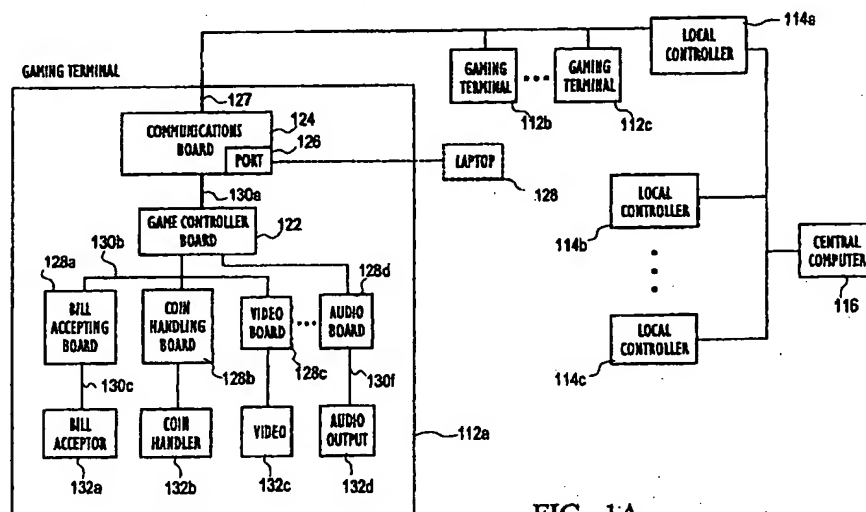 GAMING TERMINAL
127
COMMUNICATIONS
BOARD
124
126
PORT
LAPTOP
128
130a
GAME CONTROLLER
BOARD
122
130b
128a
128d
BILL
ACCEPTING
BOARD
COIN
HANDLING
BOARD
VIDEO
BOARD
AUDIO
BOARD
128b
128c
130c
130f
BILL
ACCEPTOR
COIN
HANDLER
VIDEO
AUDIO
OUTPUT
132a
132b
132c
132d
112a
GAMING
TERMINAL
112b
GAMING
TERMINAL
112c
LOCAL
CONTROLLER
114a
LOCAL
CONTROLLER
114b
LOCAL
CONTROLLER
114c
CENTRAL
COMPUTER
116